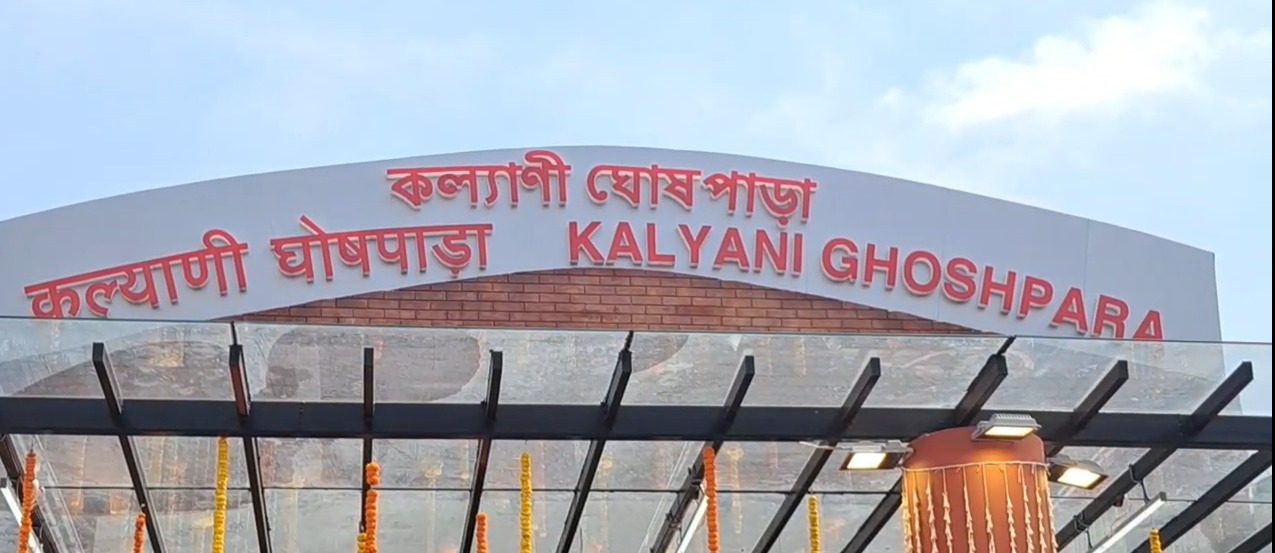 কল্যাণী ঘোষপাড়া
कल्याणी घोषपाड़ा
KALYANI GHOSHPARA